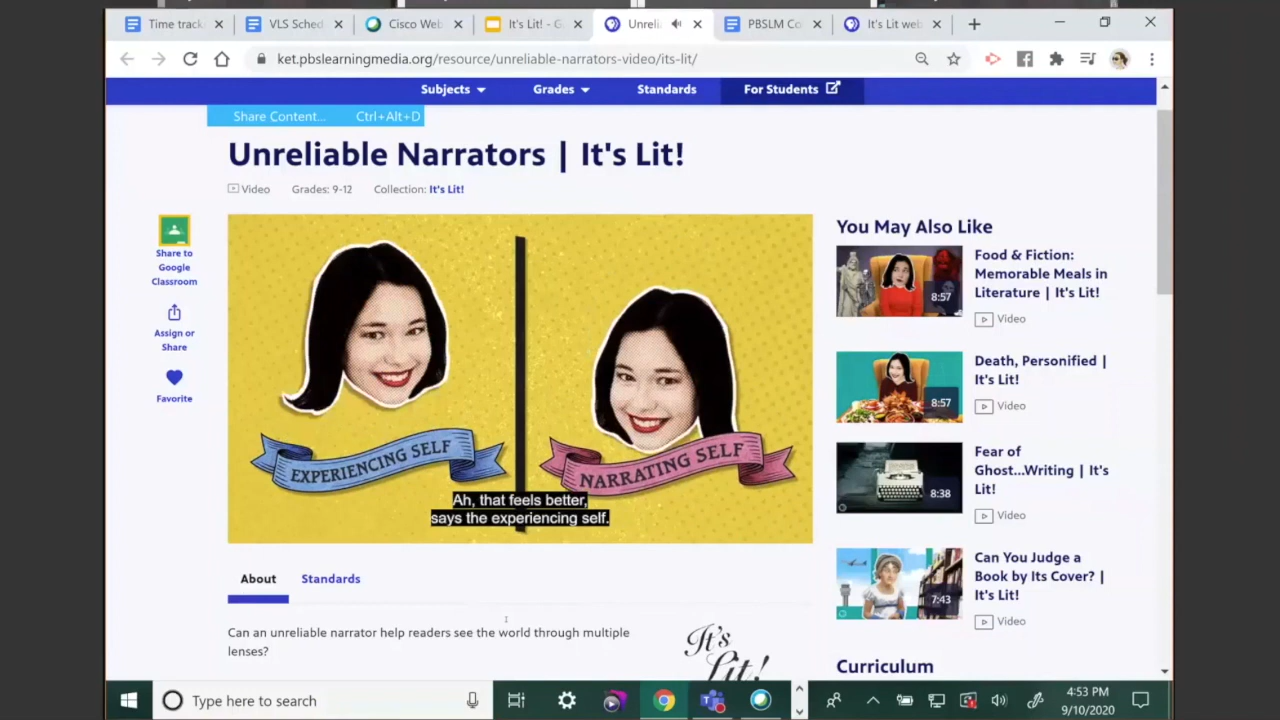 Time track
VLS Sched
Cisco Web
It's Lit! - G
Unreli
PBSLM Co
It's Lit web
ket.pbslearningmedia.org/resource/unreliable-narrators-video/its-lit/
Subjects
Grades
Standards
For Students
Share Content... Ctrl+Alt+D
Unreliable Narrators | It's Lit!
Video Grades: 9-12 Collection: It's Lit!
Share to
Google
Classroom
Assign or
Share
Favorite
EXPERIENCING SELF
NARRATING SELF
Ah, that feels better,
says the experiencing self.
You May Also Like
8:57
Food & Fiction:
Memorable Meals in
Literature | It's Lit!
Video
8:57
Death, Personified |
It's Lit!
Video
8:38
Fear of
Ghost...Writing | It's
Lit!
Video
7:43
Can You Judge a
Book by Its Cover? |
It's Lit!
Video
Curriculum
About
Standards
Can an unreliable narrator help readers see the world through multiple
lenses?
It's
Lit!
Type here to search
4:53 PM
9/10/2020